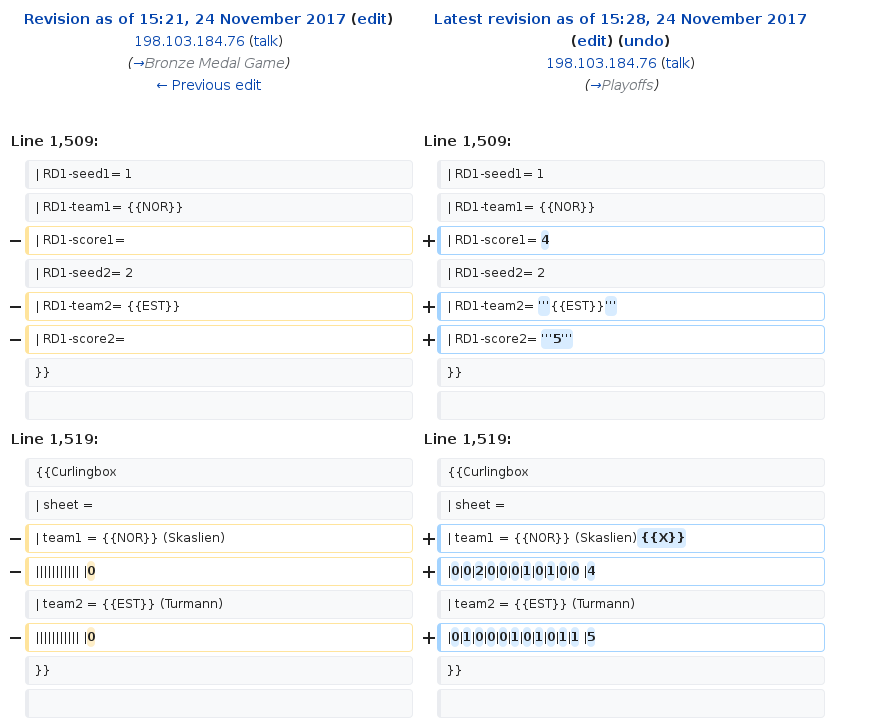 Revision as of 15:21, 24 November 2017 (edit)
198.103.184.76 (talk)
(→Bronze Medal Game)
← Previous edit
Latest revision as of 15:28, 24 November 2017
(edit) (undo)
198.103.184.76 (talk)
(→Playoffs)
Line 1,509:
Line 1,509:
| RD1-seed1= 1
| RD1-seed1= 1
| RD1-team1= {{NOR}}
| RD1-team1= {{NOR}}
− | RD1-score1=
+ | RD1-score1= 4
| RD1-seed2= 2
| RD1-seed2= 2
− | RD1-team2= {{EST}}
+ | RD1-team2= '''{{EST}}'''
− | RD1-score2=
+ | RD1-score2= '''5'''
}}
}}
Line 1,519:
Line 1,519:
{{Curlingbox
{{Curlingbox
| sheet =
| sheet =
− | team1 = {{NOR}} (Skaslien)
+ | team1 = {{NOR}} (Skaslien) {{X}}
− ||||||||||| |0
+ |0|0|2|0|0|0|1|0|1|0|0 |4
| team2 = {{EST}} (Turmann)
| team2 = {{EST}} (Turmann)
− ||||||||||| |0
+ |0|1|0|0|0|1|0|1|0|1|1 |5
}}
}}